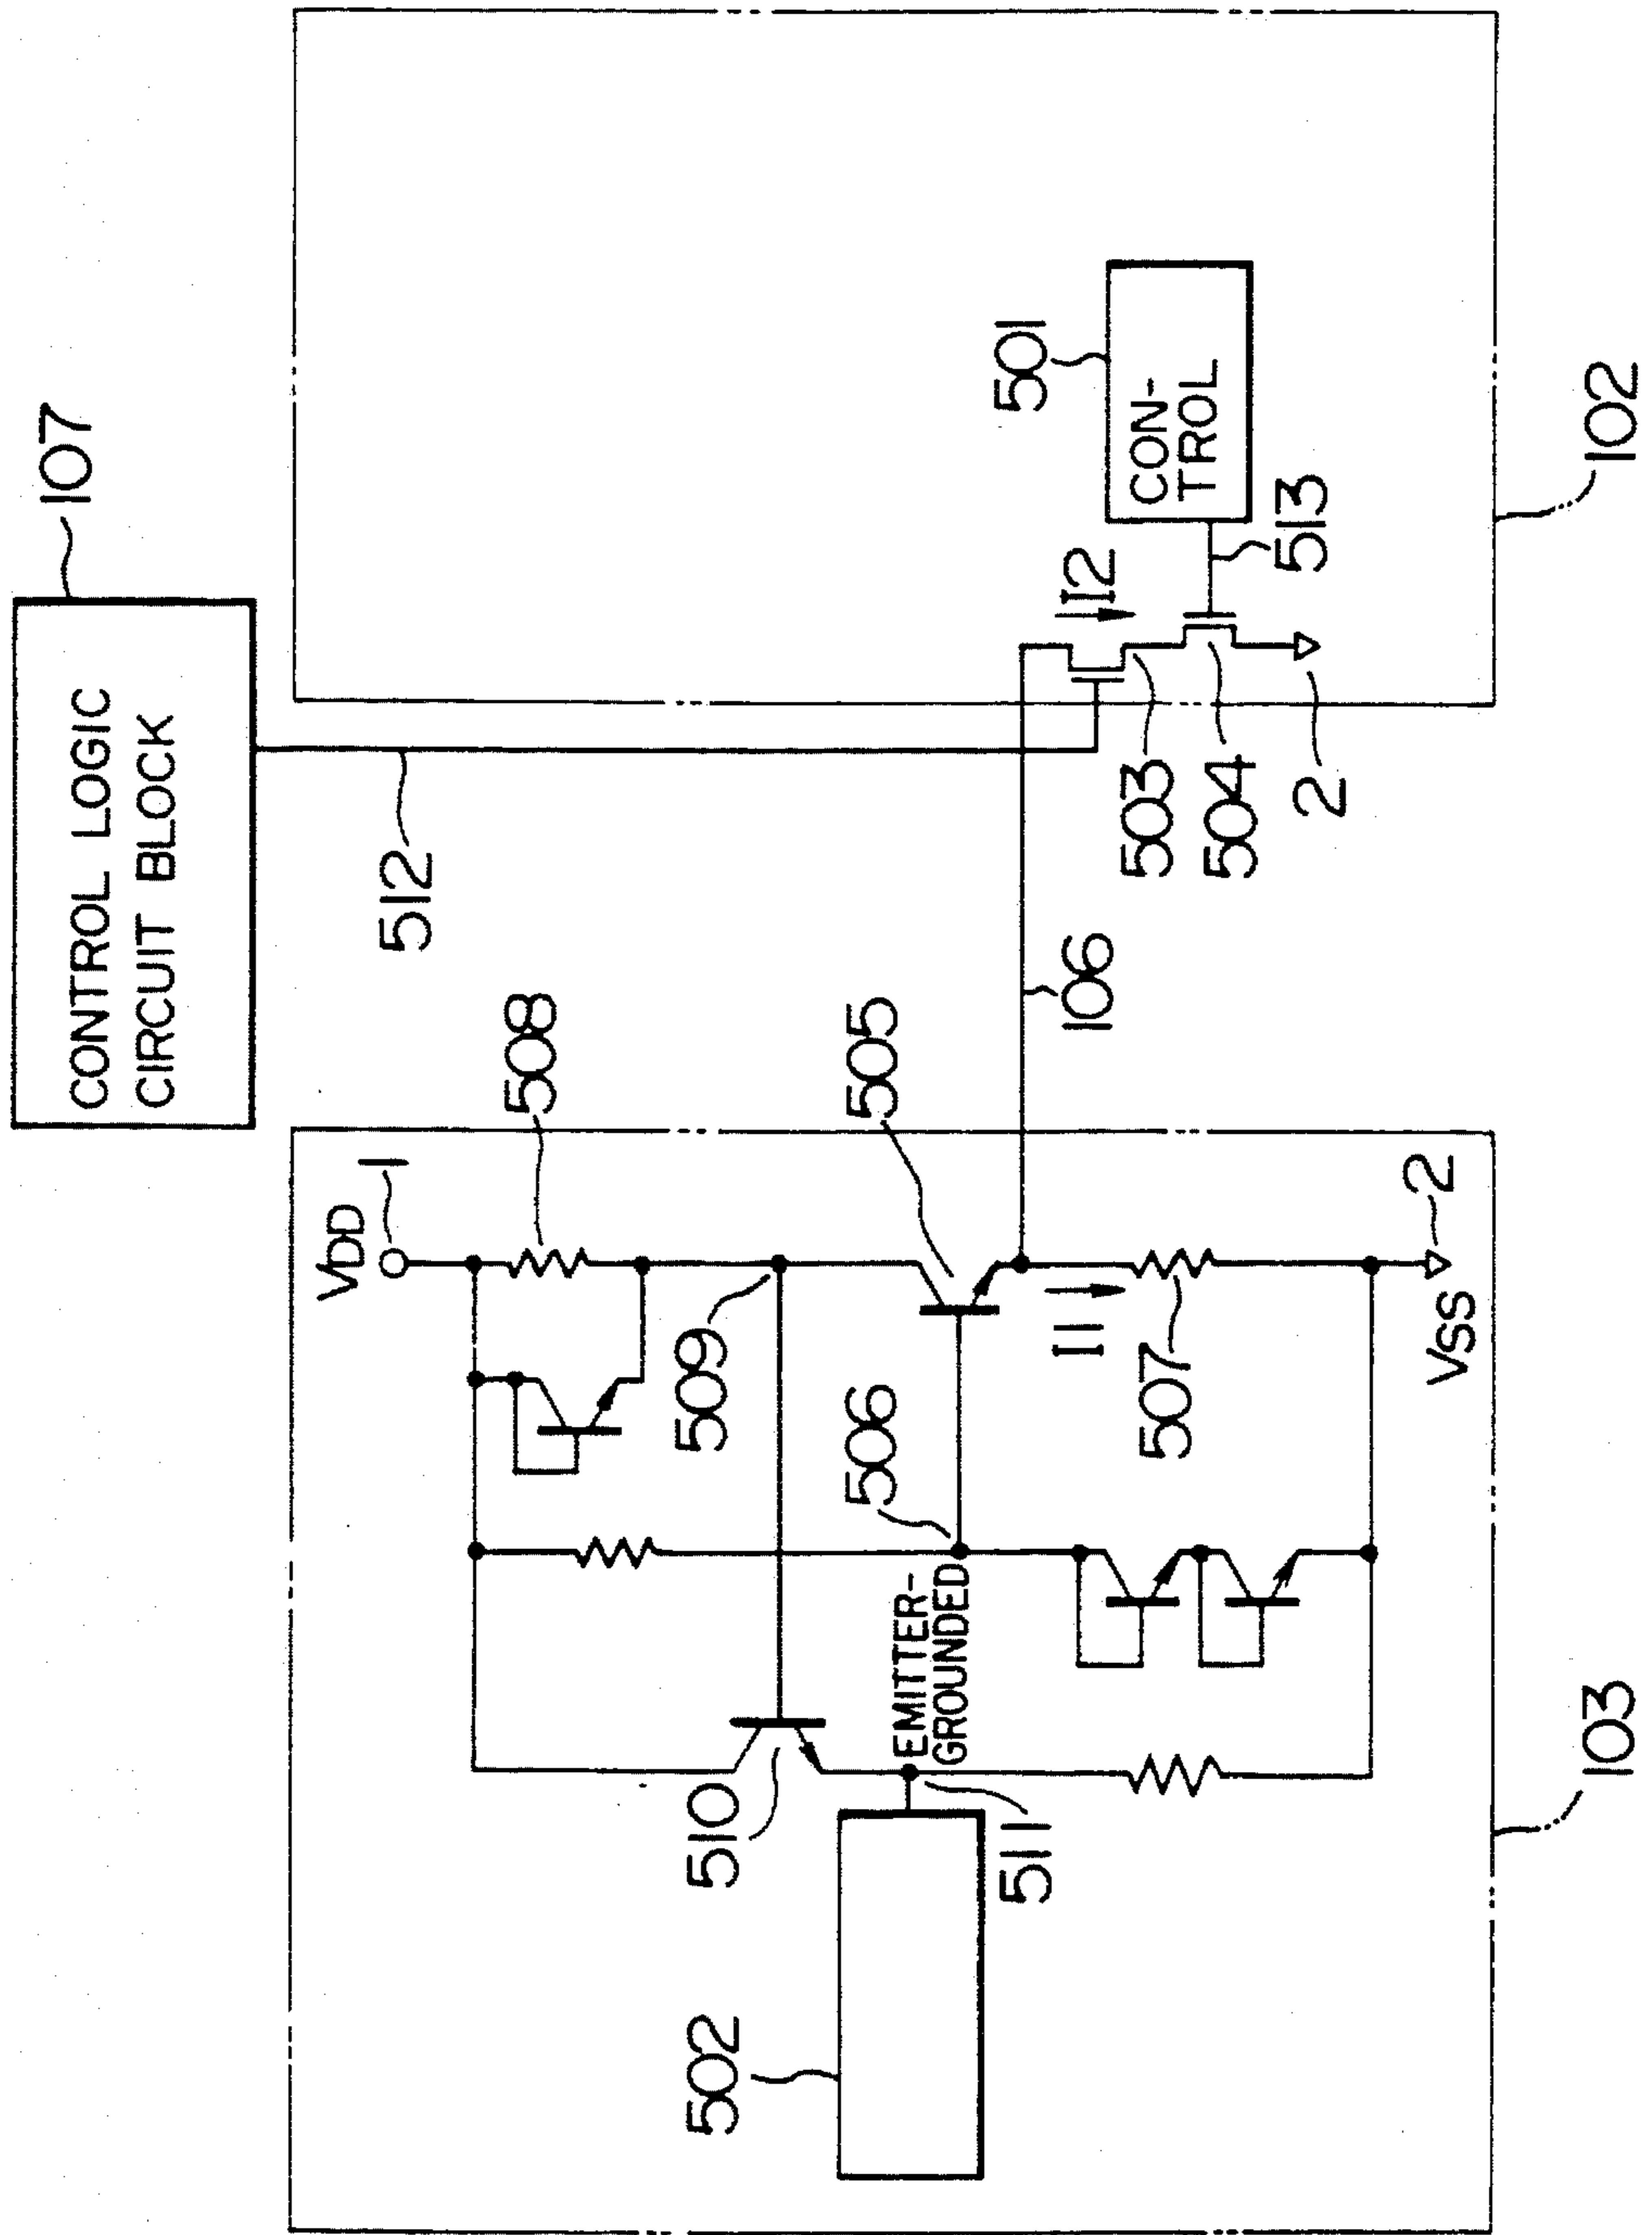 CONTROL LOGIC
CIRCUIT BLOCK
107
512
VDD
1
508
509
510
502
511
EMITTER-
GROUNDED
506
505
I1
507
VSS
2
103
106
503
504
2
I12
513
501
CON-
TROL
102